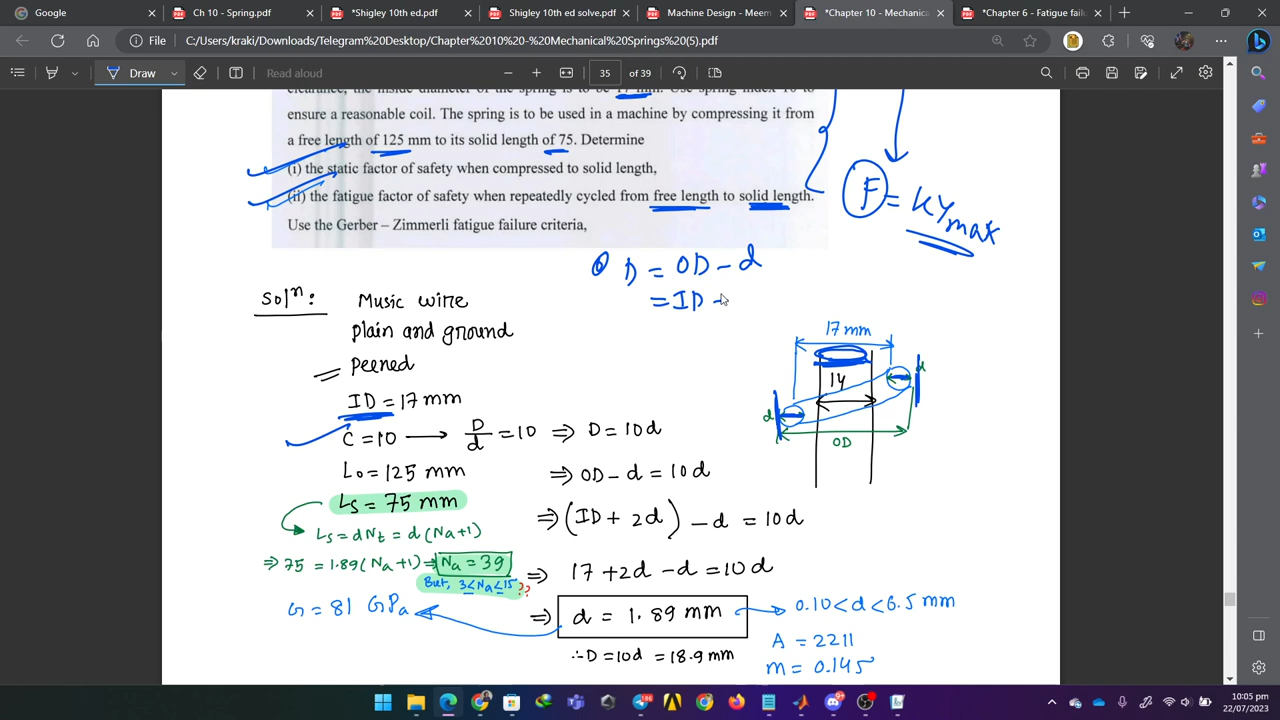 Google
Ch 10 - Spring.pdf
*Shigley 10th ed.pdf
Shigley 10th ed solve.pdf
Machine Design - Meem
*Chapter 10 - Mechanica
*Chapter 6 - Fatigue failu
File
C:/Users/kraki/Downloads/Telegram%20Desktop/Chapter%2010%20-%20Mechanical%20Springs%20(5).pdf
Draw
Read aloud
35 of 39
clearance, the inside diameter of the spring is to be 17 mm. Use spring index 10 to
ensure a reasonable coil. The spring is to be used in a machine by compressing it from
a free length of 125 mm to its solid length of 75. Determine
(i) the static factor of safety when compressed to solid length,
(ii) the fatigue factor of safety when repeatedly cycled from free length to solid length.
Use the Gerber – Zimmerli fatigue failure criteria,
F = kymax
D = OD - d
= ID -
Solⁿ: Music wire
plain and ground
Peened
ID = 17 mm
C = 10 → D/d = 10 ⇒ D = 10d
L₀ = 125 mm ⇒ OD - d = 10d
Ls = 75 mm ⇒ (ID + 2d) - d = 10d
Ls = dNt = d(Na+1)
⇒ 75 = 1.89(Na+1) ⇒ Na = 39
But, 3≤Na≤15 ??
⇒ 17 + 2d - d = 10d
G = 81 GPa
⇒ d = 1.89 mm → 0.10 < d < 6.5 mm
∴ D = 10d = 18.9 mm
A = 2211
m = 0.145
17 mm
14
d
d
OD
10:05 pm
22/07/2023